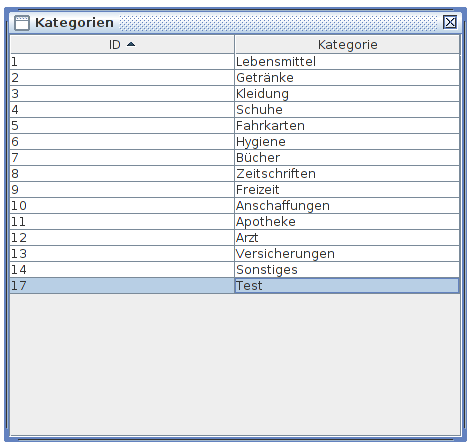 Kategorien
ID Kategorie
1 Lebensmittel
2 Getränke
3 Kleidung
4 Schuhe
5 Fahrkarten
6 Hygiene
7 Bücher
8 Zeitschriften
9 Freizeit
10 Anschaffungen
11 Apotheke
12 Arzt
13 Versicherungen
14 Sonstiges
17 Test